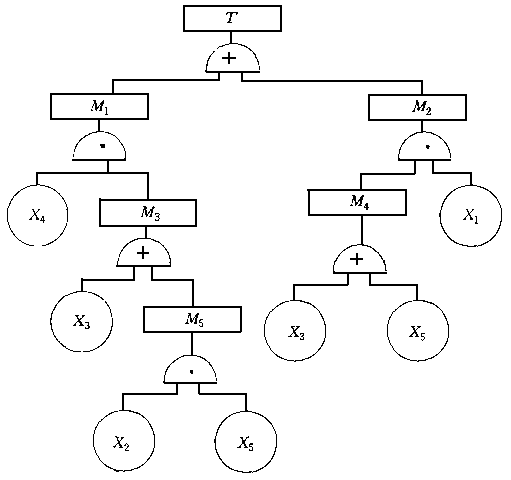 T
+
M₁ M₂
· ·
X₄ M₃ M₄ X₁
+ +
X₃ M₅ X₃ X₅
·
X₂ X₅